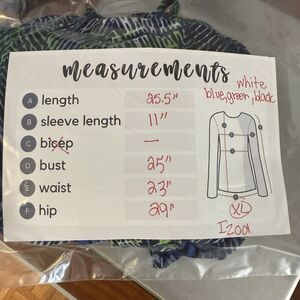 measurements
white
blue, green, black
A length 25.5"
B sleeve length 11"
C bicep —
D bust 25"
E waist 23"
F hip 29"
XL
Izod